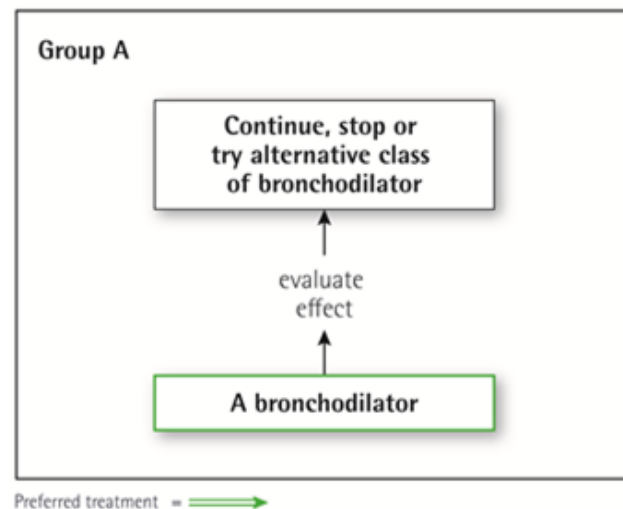 Group A
Continue, stop or
try alternative class
of bronchodilator
evaluate
effect
A bronchodilator
Preferred treatment =